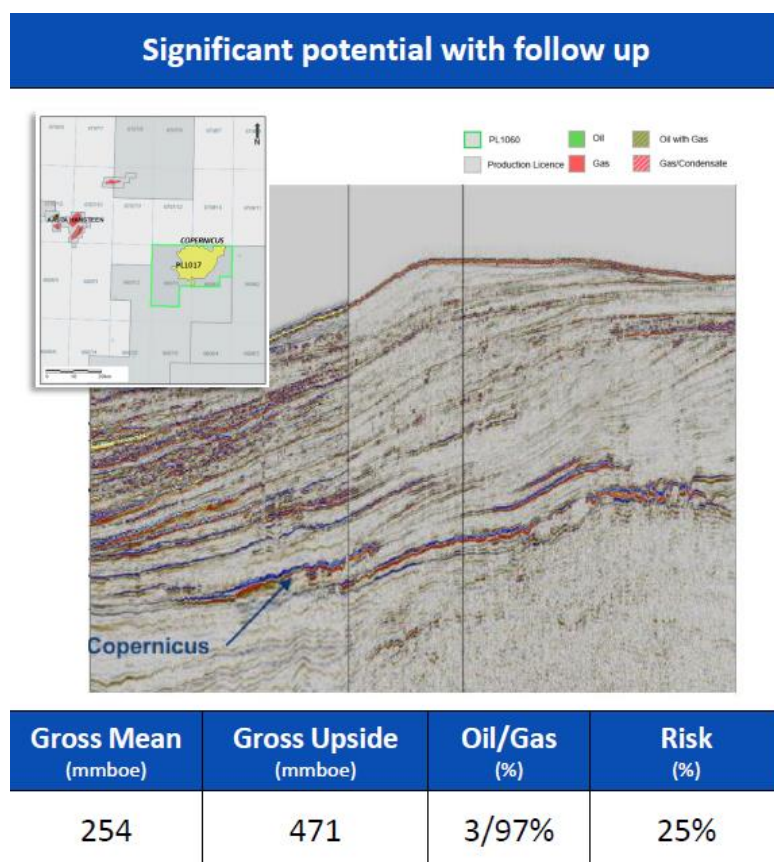 Significant potential with follow up
PL1060
Oil
Oil with Gas
Production Licence
Gas
Gas/Condensate
N
COPERNICUS
PL1017
Copernicus
Gross Mean
(mmboe)
Gross Upside
(mmboe)
Oil/Gas
(%)
Risk
(%)
254
471
3/97%
25%